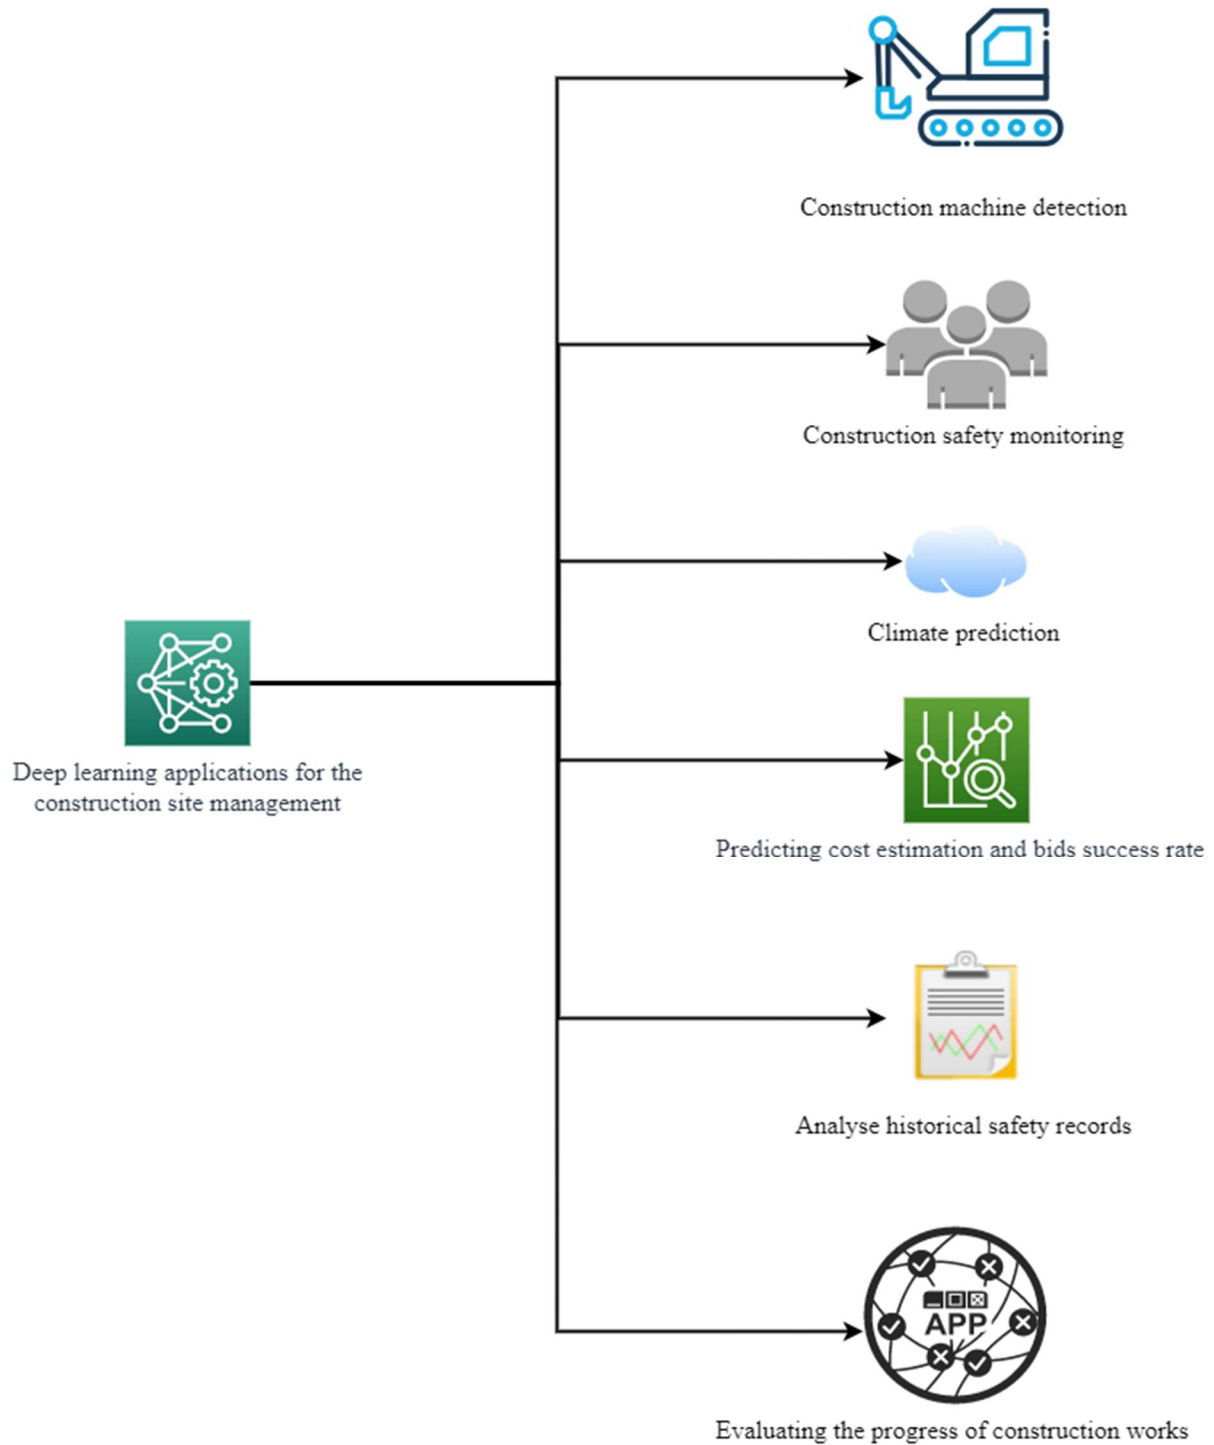 Construction machine detection
Construction safety monitoring
Climate prediction
Deep learning applications for the
construction site management
Predicting cost estimation and bids success rate
Analyse historical safety records
APP
Evaluating the progress of construction works